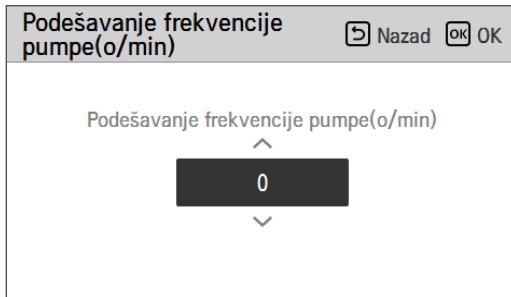 Podešavanje frekvencije
pumpe(o/min)
Nazad OK OK
Podešavanje frekvencije pumpe(o/min)
0